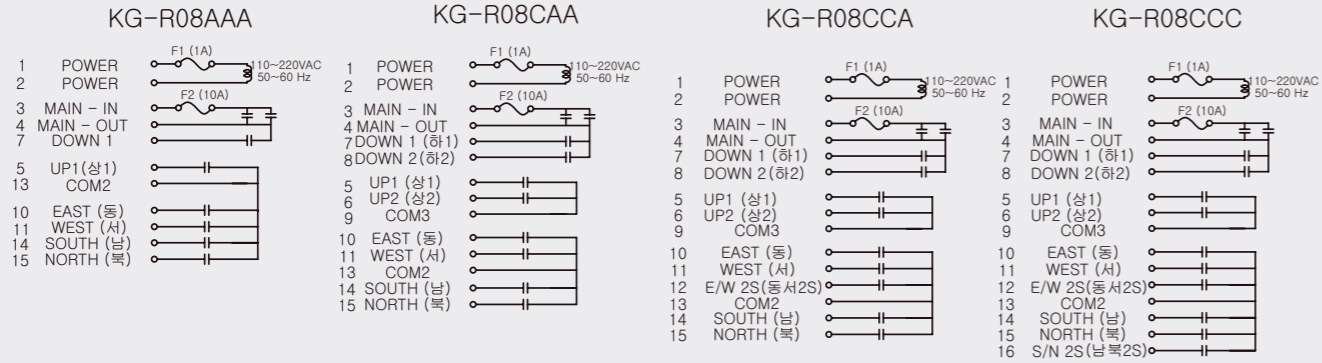 KG-R08AAA
F1 (1A)
1 POWER
110~220VAC
2 POWER
50~60 Hz
F2 (10A)
3 MAIN - IN
4 MAIN - OUT
7 DOWN 1
5 UP1(상1)
13 COM2
10 EAST (동)
11 WEST (서)
14 SOUTH (남)
15 NORTH (북)
KG-R08CAA
F1 (1A)
1 POWER
110~220VAC
2 POWER
50~60 Hz
F2 (10A)
3 MAIN - IN
4 MAIN - OUT
7 DOWN 1 (하1)
8 DOWN 2(하2)
5 UP1 (상1)
6 UP2 (상2)
9 COM3
10 EAST (동)
11 WEST (서)
13 COM2
14 SOUTH (남)
15 NORTH (북)
KG-R08CCA
F1 (1A)
1 POWER
110~220VAC
2 POWER
50~60 Hz
F2 (10A)
3 MAIN - IN
4 MAIN - OUT
7 DOWN 1 (하1)
8 DOWN 2(하2)
5 UP1 (상1)
6 UP2 (상2)
9 COM3
10 EAST (동)
11 WEST (서)
12 E/W 2S(동서2S)
13 COM2
14 SOUTH (남)
15 NORTH (북)
KG-R08CCC
F1 (1A)
1 POWER
110~220VAC
2 POWER
50~60 Hz
F2 (10A)
3 MAIN - IN
4 MAIN - OUT
7 DOWN 1 (하1)
8 DOWN 2(하2)
5 UP1 (상1)
6 UP2 (상2)
9 COM3
10 EAST (동)
11 WEST (서)
12 E/W 2S(동서2S)
13 COM2
14 SOUTH (남)
15 NORTH (북)
16 S/N 2S(남북2S)